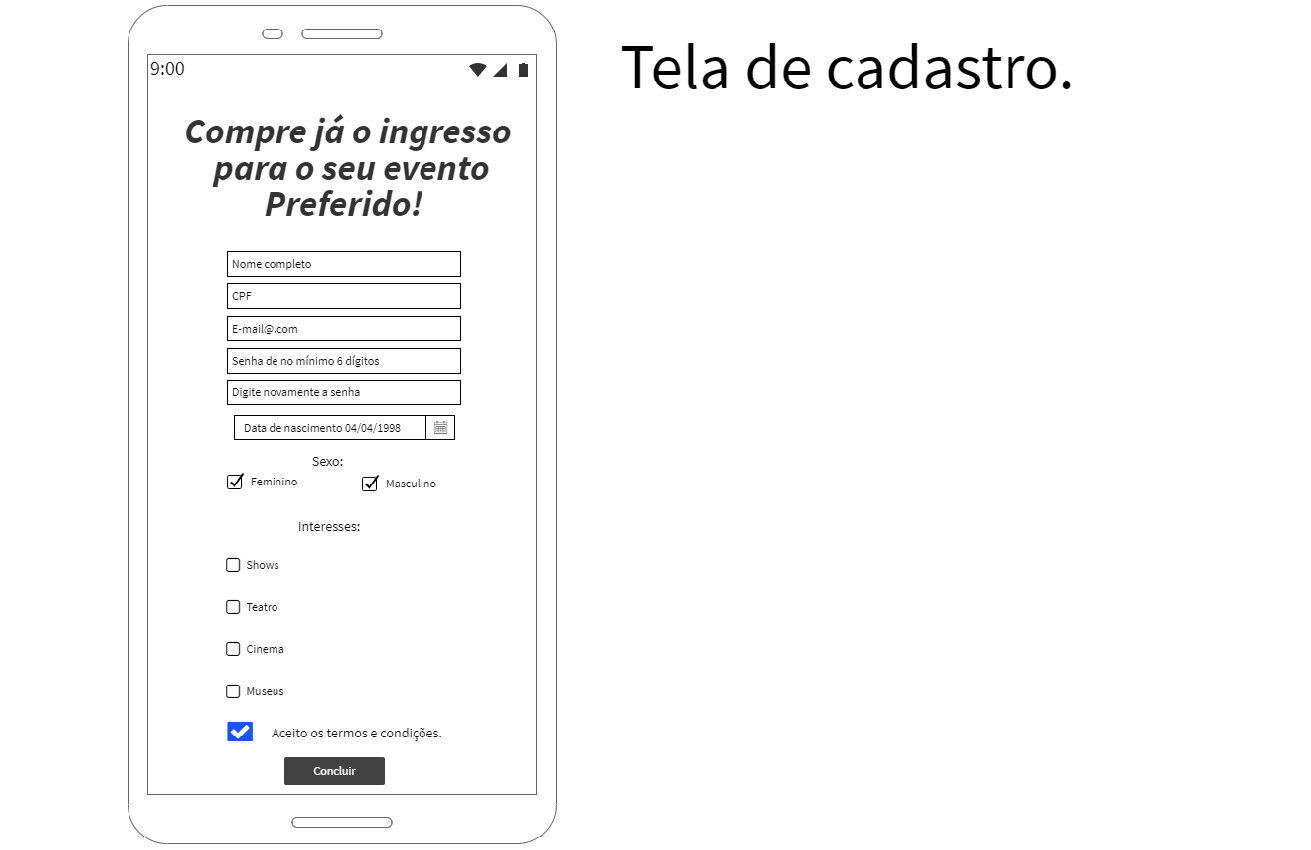 9:00
Tela de cadastro.
Compre já o ingresso
para o seu evento
Preferido!
Nome completo
CPF
E-mail@.com
Senha de no mínimo 6 dígitos
Digite novamente a senha
Data de nascimento 04/04/1998
Sexo:
Feminino
Masculino
Interesses:
Shows
Teatro
Cinema
Museus
Aceito os termos e condições.
Concluir